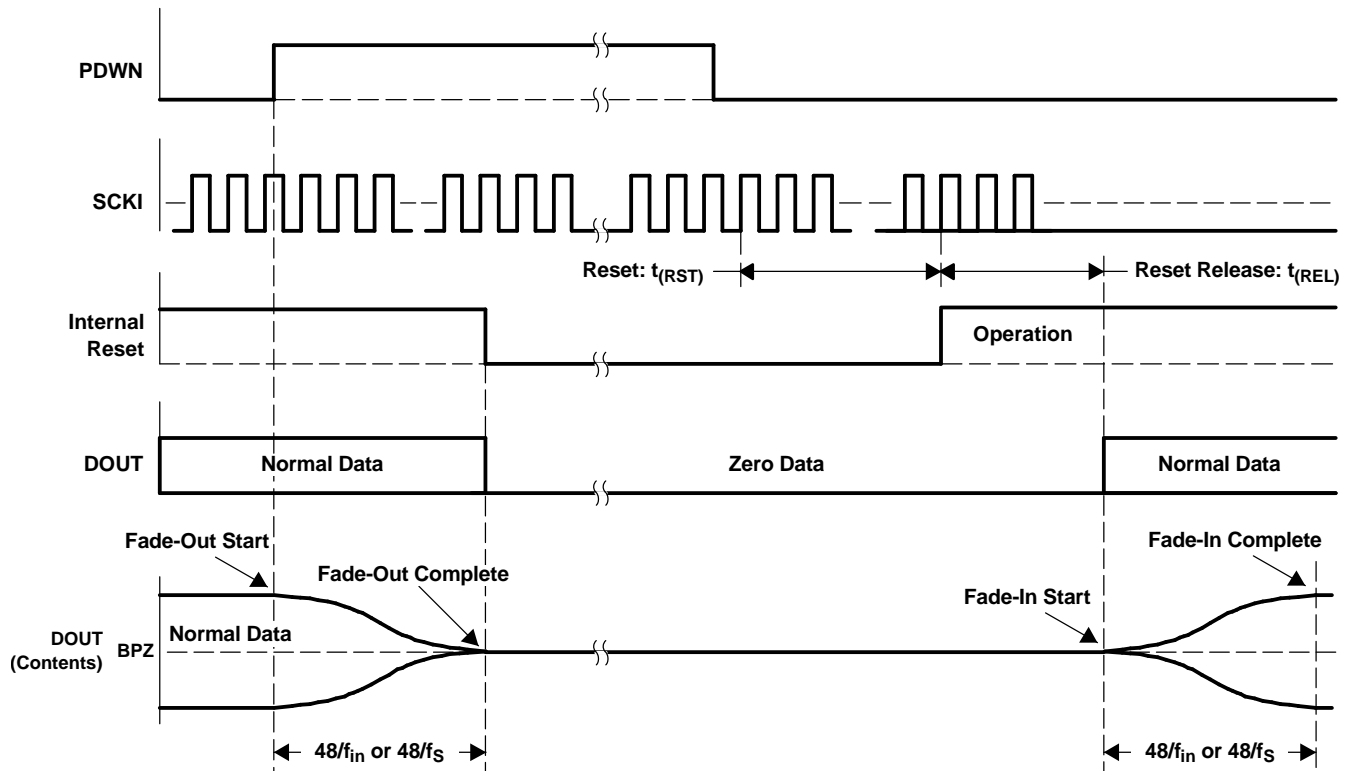 PDWN
SCKI
Reset: t(RST)
Reset Release: t(REL)
Internal
Reset
Operation
DOUT
Normal Data
Zero Data
Normal Data
Fade-Out Start
Fade-Out Complete
Fade-In Start
Fade-In Complete
DOUT
(Contents)
BPZ
Normal Data
48/fin or 48/fS
48/fin or 48/fS